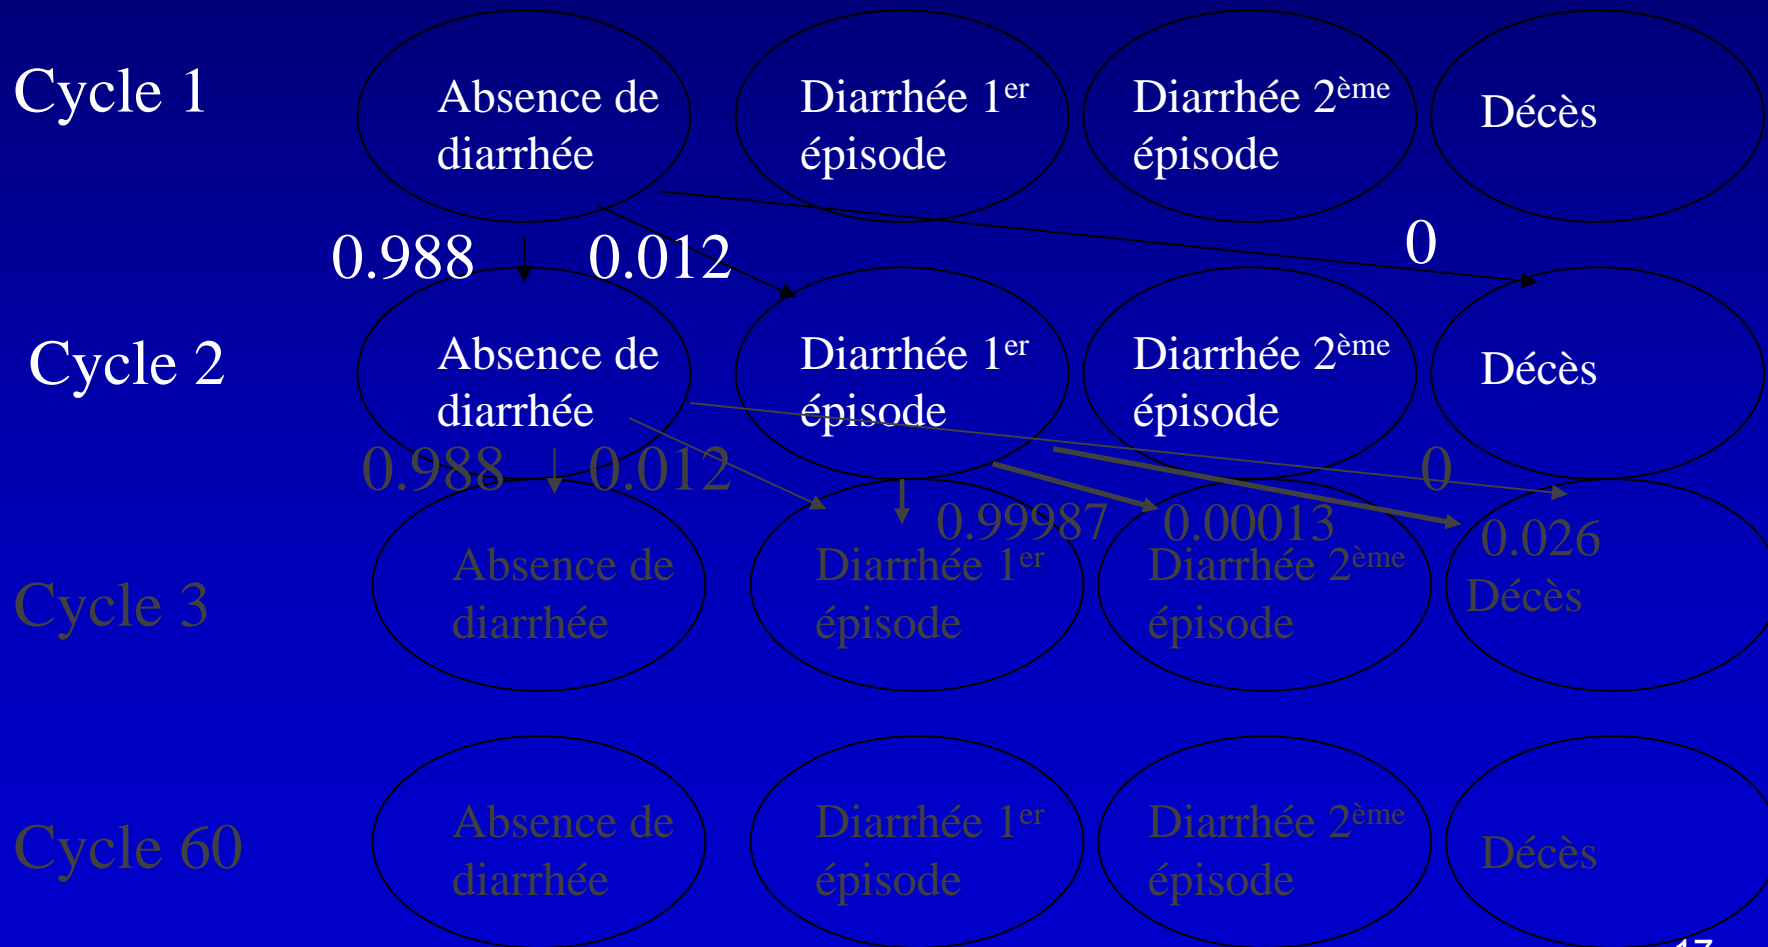 Cycle 1
Absence de
diarrhée
Diarrhée 1er
épisode
Diarrhée 2ème
épisode
Décès
0.988
0.012
0
Cycle 2
Absence de
diarrhée
Diarrhée 1er
épisode
Diarrhée 2ème
épisode
Décès
0.988
0.012
0
0.99987
0.00013
0.026
Cycle 3
Absence de
diarrhée
Diarrhée 1er
épisode
Diarrhée 2ème
épisode
Décès
Cycle 60
Absence de
diarrhée
Diarrhée 1er
épisode
Diarrhée 2ème
épisode
Décès
17